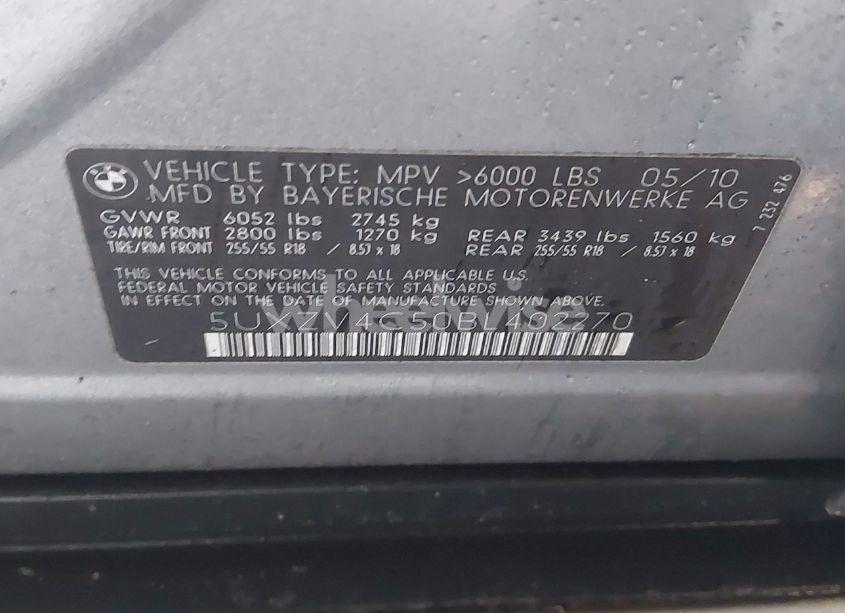 BMW
VEHICLE TYPE: MPV >6000 LBS 05/10
MFD BY BAYERISCHE MOTORENWERKE AG
GVWR 6052 lbs 2745 kg
GAWR FRONT 2800 lbs 1270 kg REAR 3439 lbs 1560 kg
TIRE/RIM FRONT 255/55 R18 / 8.5J x 18 REAR 255/55 R18 / 8.5J x 18
THIS VEHICLE CONFORMS TO ALL APPLICABLE U.S.
FEDERAL MOTOR VEHICLE SAFETY STANDARDS
IN EFFECT ON THE DATE OF MANUFACTURE SHOWN ABOVE.
7 232 476